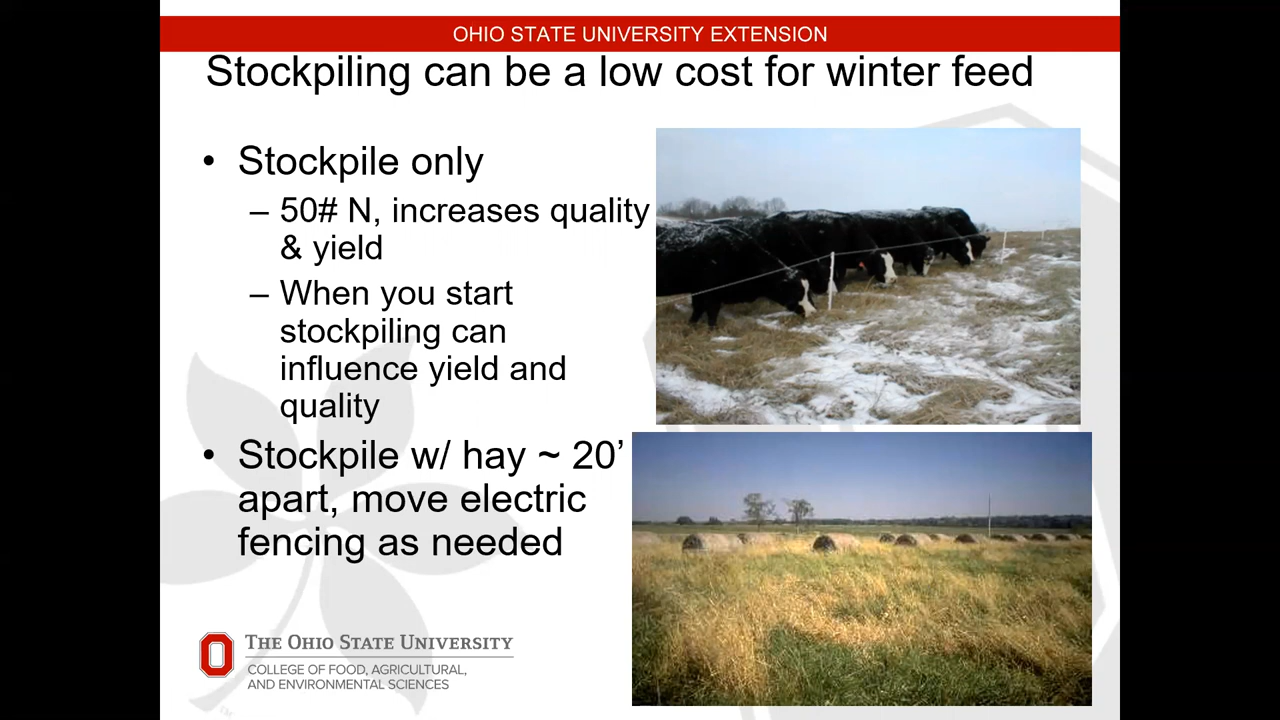 OHIO STATE UNIVERSITY EXTENSION
Stockpiling can be a low cost for winter feed
• Stockpile only
– 50# N, increases quality
& yield
– When you start
stockpiling can
influence yield and
quality
• Stockpile w/ hay ~ 20’
apart, move electric
fencing as needed
THE OHIO STATE UNIVERSITY
COLLEGE OF FOOD, AGRICULTURAL,
AND ENVIRONMENTAL SCIENCES